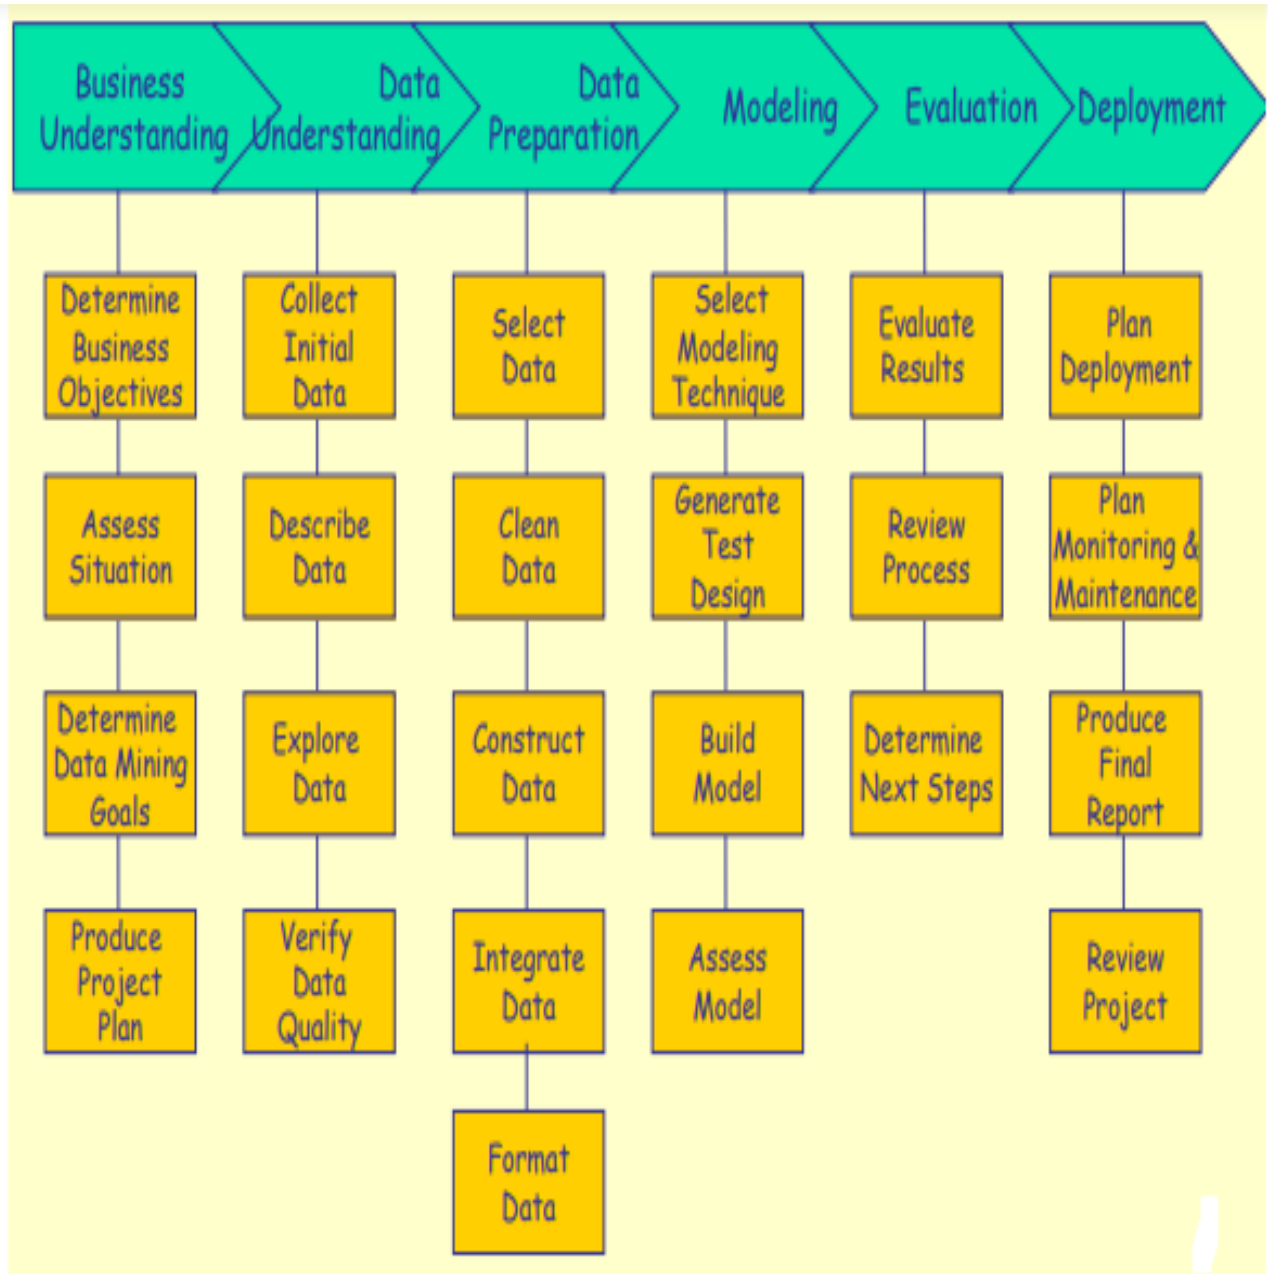 Business
Understanding
Data
Understanding
Data
Preparation
Modeling
Evaluation
Deployment
Determine
Business
Objectives
Assess
Situation
Determine
Data Mining
Goals
Produce
Project
Plan
Collect
Initial
Data
Describe
Data
Explore
Data
Verify
Data
Quality
Select
Data
Clean
Data
Construct
Data
Integrate
Data
Format
Data
Select
Modeling
Technique
Generate
Test
Design
Build
Model
Assess
Model
Evaluate
Results
Review
Process
Determine
Next Steps
Plan
Deployment
Plan
Monitoring &
Maintenance
Produce
Final
Report
Review
Project